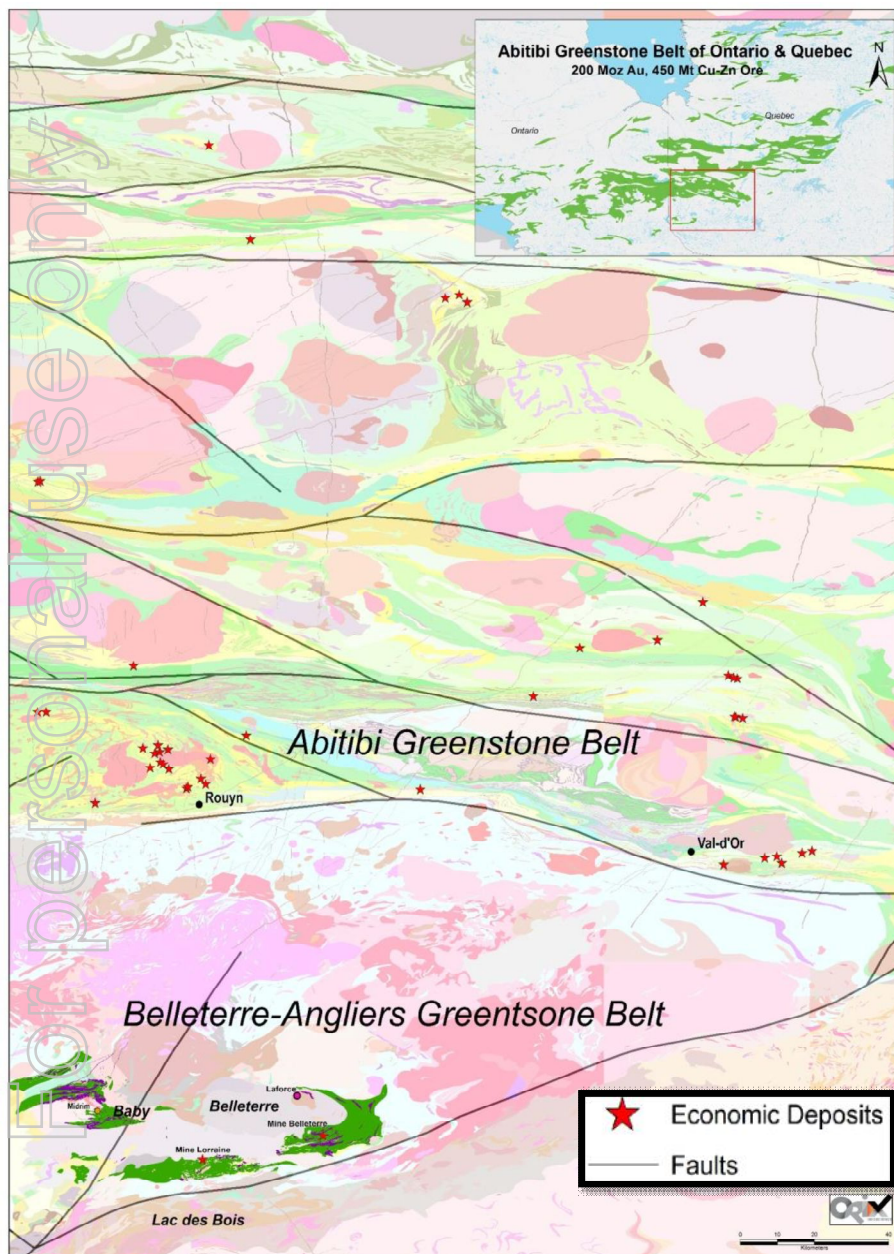 For personal use only
Abitibi Greenstone Belt of Ontario & Quebec
200 Moz Au, 450 Mt Cu-Zn Ore
N
Ontario
Quebec
Abitibi Greenstone Belt
Rouyn
Val-d'Or
Belleterre-Angliers Greentsone Belt
Laforce
Midrim
Baby
Belleterre
Mine Belleterre
Mine Lorraine
Lac des Bois
Economic Deposits
Faults
Kilometers